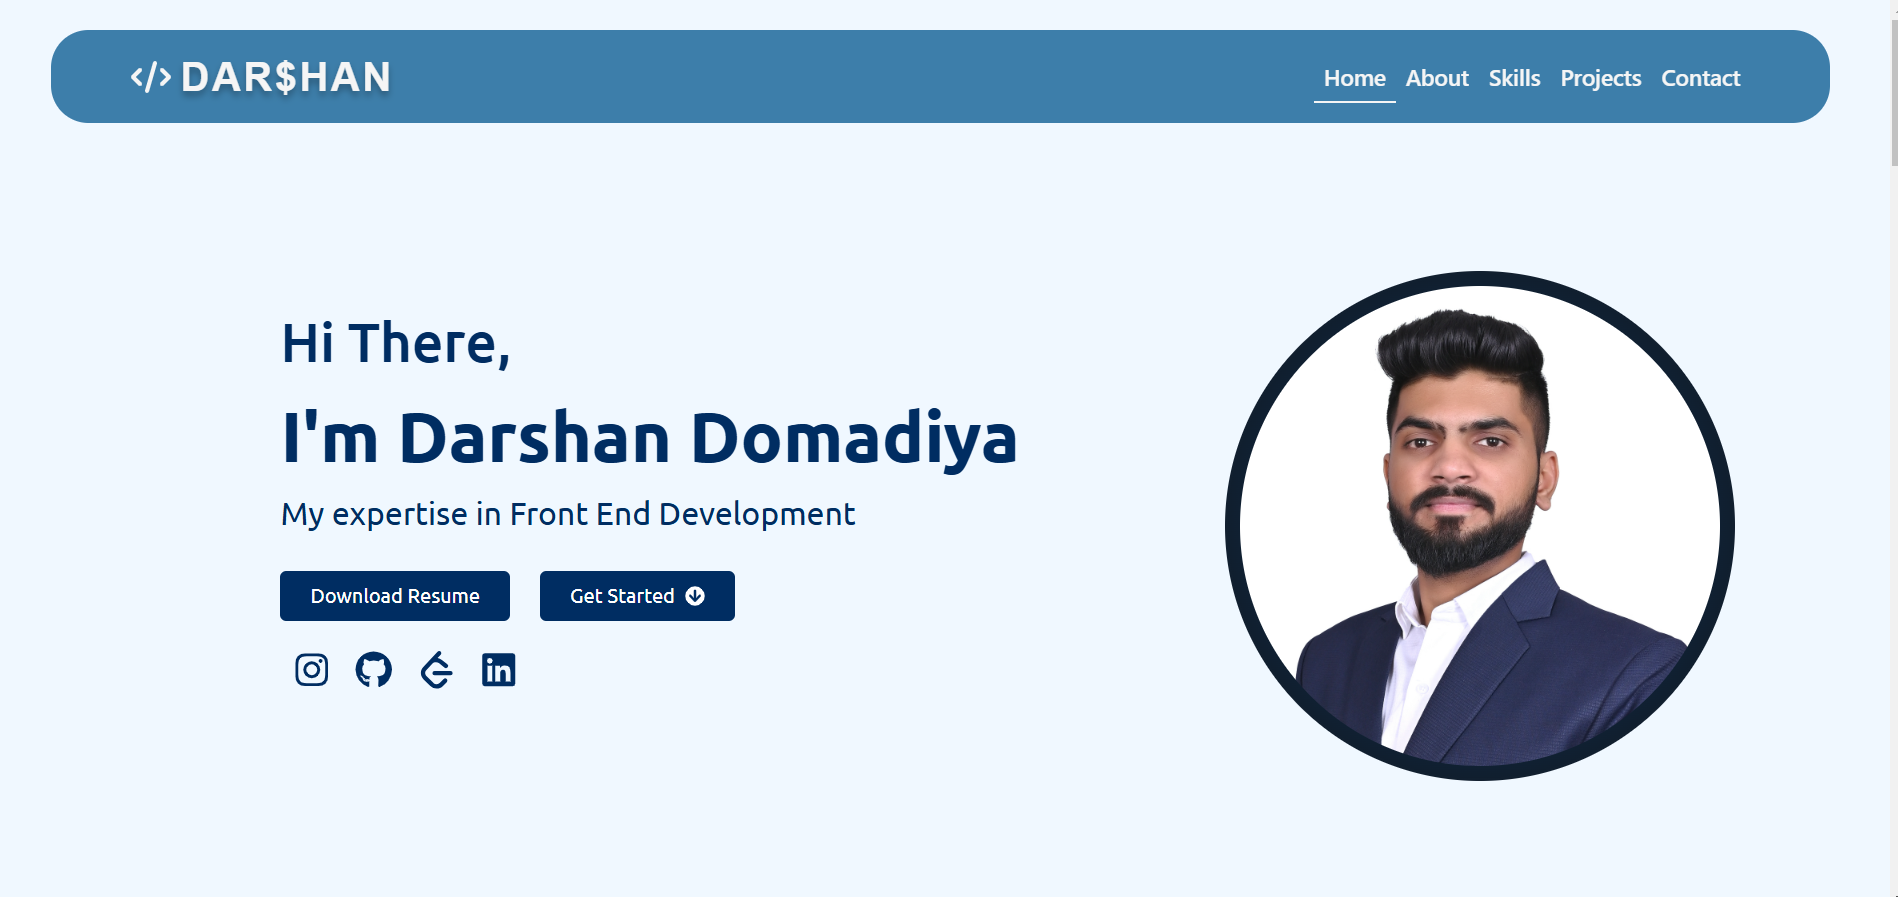 </> DAR$HAN
Home About Skills Projects Contact
Hi There,
I'm Darshan Domadiya
My expertise in Front End Development
Download Resume Get Started